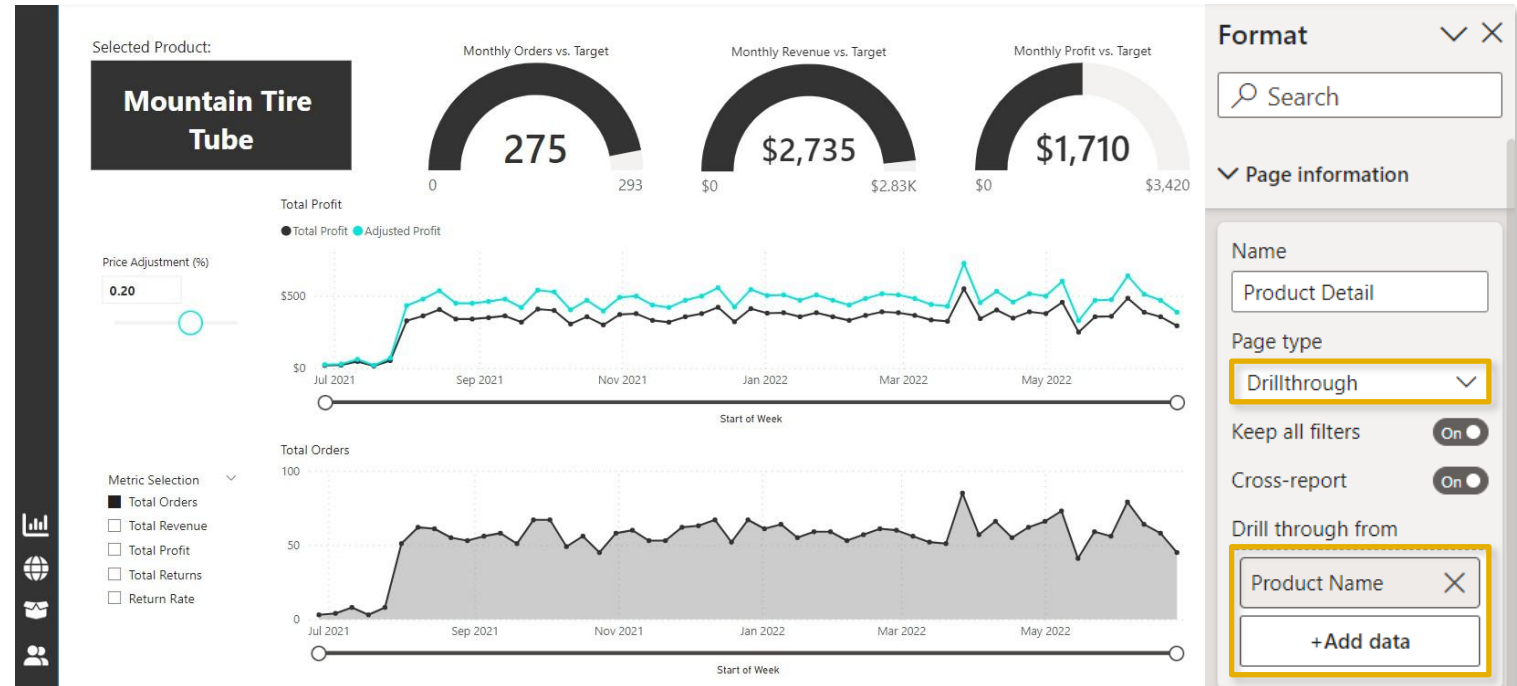 Selected Product:
Mountain Tire
Tube
Monthly Orders vs. Target
275
0
293
Monthly Revenue vs. Target
$2,735
$0
$2.83K
Monthly Profit vs. Target
$1,710
$0
$3,420
Price Adjustment (%)
0.20
Total Profit
Total Profit Adjusted Profit
$500
$0
Jul 2021 Sep 2021 Nov 2021 Jan 2022 Mar 2022 May 2022
Start of Week
Metric Selection
Total Orders
Total Revenue
Total Profit
Total Returns
Return Rate
Total Orders
100
50
0
Jul 2021 Sep 2021 Nov 2021 Jan 2022 Mar 2022 May 2022
Start of Week
Format
Search
Page information
Name
Product Detail
Page type
Drillthrough
Keep all filters On
Cross-report On
Drill through from
Product Name
+Add data